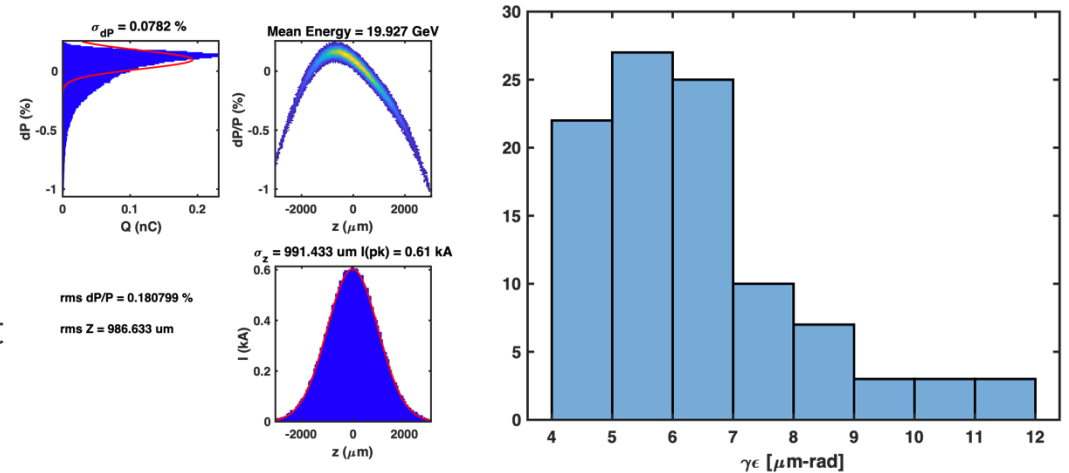 σdP = 0.0782 %
dP (%)
0
-0.5
-1
0
0.1
0.2
Q (nC)
Mean Energy = 19.927 GeV
dP/P (%)
0
-0.5
-1
-2000
0
2000
z (μm)
rms dP/P = 0.180799 %
rms Z = 986.633 um
σz = 991.433 um I(pk) = 0.61 kA
I (kA)
0.6
0.4
0.2
0
-2000
0
2000
z (μm)
30
25
20
15
10
5
0
4
5
6
7
8
9
10
11
12
γϵ [μm-rad]